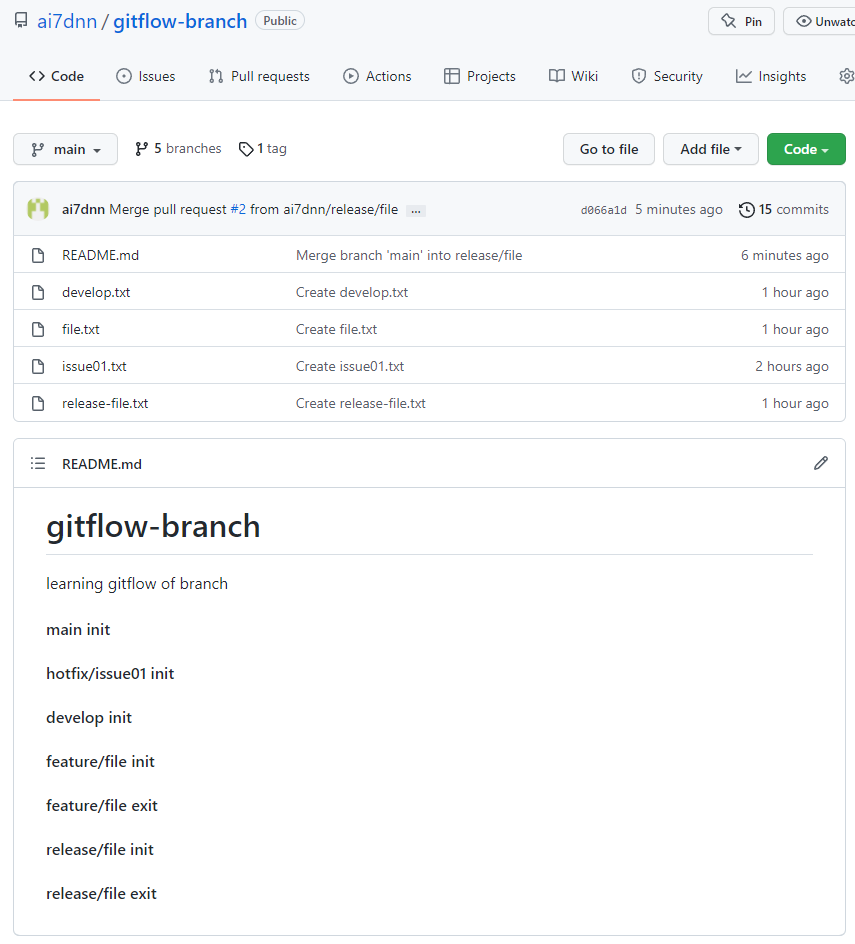 ai7dnn / gitflow-branch Public Pin Unwatc
Code Issues Pull requests Actions Projects Wiki Security Insights
main 5 branches 1 tag Go to file Add file Code
ai7dnn Merge pull request #2 from ai7dnn/release/file ... d066a1d 5 minutes ago 15 commits
README.md Merge branch 'main' into release/file 6 minutes ago
develop.txt Create develop.txt 1 hour ago
file.txt Create file.txt 1 hour ago
issue01.txt Create issue01.txt 2 hours ago
release-file.txt Create release-file.txt 1 hour ago
README.md
gitflow-branch
learning gitflow of branch
main init
hotfix/issue01 init
develop init
feature/file init
feature/file exit
release/file init
release/file exit